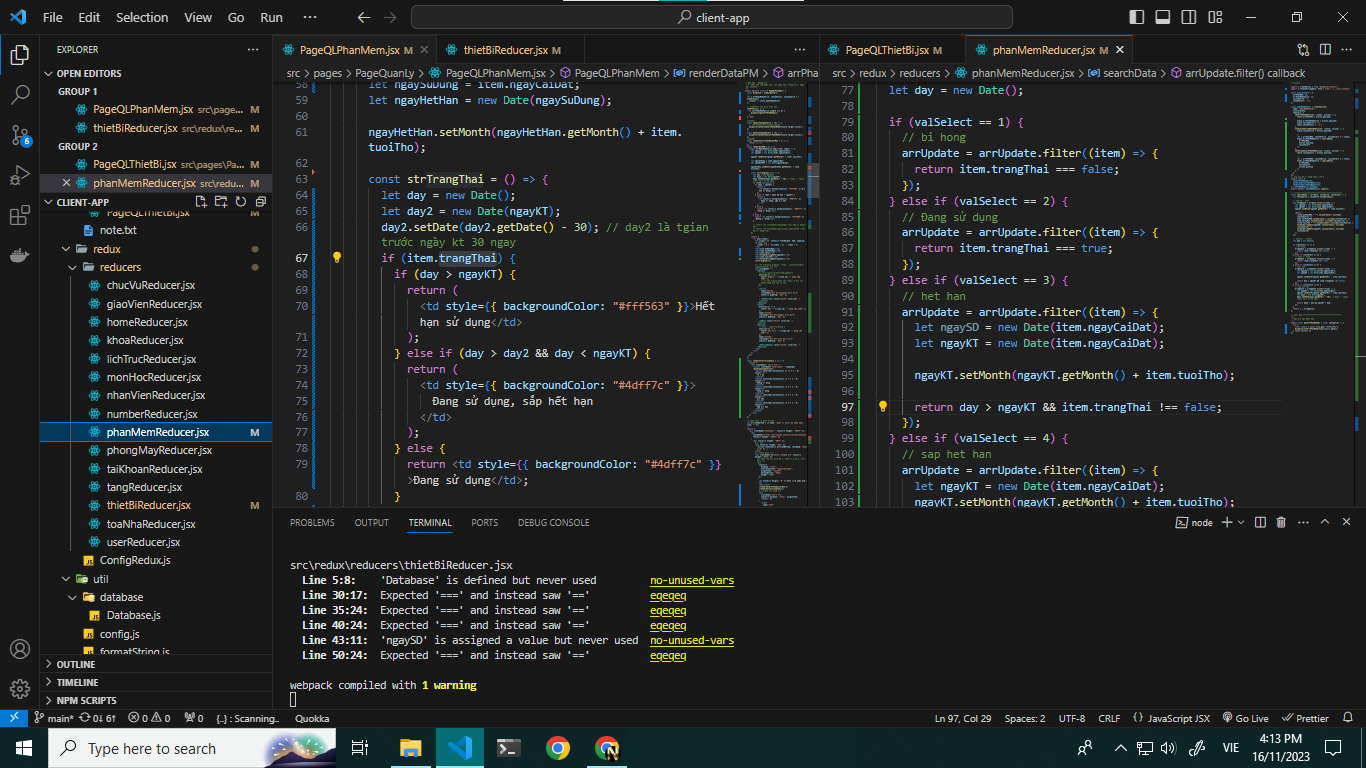 File Edit Selection View Go Run ··· client-app
EXPLORER
OPEN EDITORS
GROUP 1
PageQLPhanMem.jsx src\page... M
thietBiReducer.jsx src\redux\re... M
GROUP 2
PageQLThietBi.jsx src\pages\Pa... M
phanMemReducer.jsx src\redu... M
CLIENT-APP
PageQLThietBi.jsx M
note.txt
redux
reducers
chucVuReducer.jsx
giaoVienReducer.jsx
homeReducer.jsx
khoaReducer.jsx
lichTrucReducer.jsx
monHocReducer.jsx
nhanVienReducer.jsx
numberReducer.jsx
phanMemReducer.jsx M
phongMayReducer.jsx
taiKhoanReducer.jsx
tangReducer.jsx
thietBiReducer.jsx M
toaNhaReducer.jsx
userReducer.jsx
ConfigRedux.js
util
database
Database.js
config.js
formatString.js
OUTLINE
TIMELINE
NPM SCRIPTS
PageQLPhanMem.jsx M
thietBiReducer.jsx M
src > pages > PageQuanLy > PageQLPhanMem.jsx > PageQLPhanMem > renderDataPM > arrPha
58 let ngaySuDung = item.ngayCaiDat;
59 let ngayHetHan = new Date(ngaySuDung);
60
61 ngayHetHan.setMonth(ngayHetHan.getMonth() + item.
tuoiTho);
62
63 const strTrangThai = () => {
64 let day = new Date();
65 let day2 = new Date(ngayKT);
66 day2.setDate(day2.getDate() - 30); // day2 là tgian
trước ngày kt 30 ngay
67 if (item.trangThai) {
68 if (day > ngayKT) {
69 return (
70 <td style={{ backgroundColor: "#fff563" }}>Hết
hạn sử dụng</td>
71 );
72 } else if (day > day2 && day < ngayKT) {
73 return (
74 <td style={{ backgroundColor: "#4dff7c" }}>
75 Đang sử dụng, sắp hết hạn
76 </td>
77 );
78 } else {
79 return <td style={{ backgroundColor: "#4dff7c" }}
>Đang sử dụng</td>;
80 }
PageQLThietBi.jsx M
phanMemReducer.jsx M
src > redux > reducers > phanMemReducer.jsx > searchData > arrUpdate.filter() callback
77 let day = new Date();
78
79 if (valSelect == 1) {
80 // bi hong
81 arrUpdate = arrUpdate.filter((item) => {
82 return item.trangThai === false;
83 });
84 } else if (valSelect == 2) {
85 // Đang sử dụng
86 arrUpdate = arrUpdate.filter((item) => {
87 return item.trangThai === true;
88 });
89 } else if (valSelect == 3) {
90 // het han
91 arrUpdate = arrUpdate.filter((item) => {
92 let ngaySD = new Date(item.ngayCaiDat);
93 let ngayKT = new Date(item.ngayCaiDat);
94
95 ngayKT.setMonth(ngayKT.getMonth() + item.tuoiTho);
96
97 return day > ngayKT && item.trangThai !== false;
98 });
99 } else if (valSelect == 4) {
100 // sap het han
101 arrUpdate = arrUpdate.filter((item) => {
102 let ngayKT = new Date(item.ngayCaiDat);
103 ngayKT.setMonth(ngayKT.getMonth() + item.tuoiTho);
PROBLEMS OUTPUT TERMINAL PORTS DEBUG CONSOLE
node
src\redux\reducers\thietBiReducer.jsx
Line 5:8: 'Database' is defined but never used no-unused-vars
Line 30:17: Expected '===' and instead saw '==' eqeqeq
Line 35:24: Expected '===' and instead saw '==' eqeqeq
Line 40:24: Expected '===' and instead saw '==' eqeqeq
Line 43:11: 'ngaySD' is assigned a value but never used no-unused-vars
Line 50:24: Expected '===' and instead saw '==' eqeqeq
webpack compiled with 1 warning
6
main* 0↓ 6↑ 0 0 0 {..} : Scanning.. Quokka
Ln 97, Col 29 Spaces: 2 UTF-8 CRLF {} JavaScript JSX Go Live Prettier
Type here to search
VIE
4:13 PM
16/11/2023